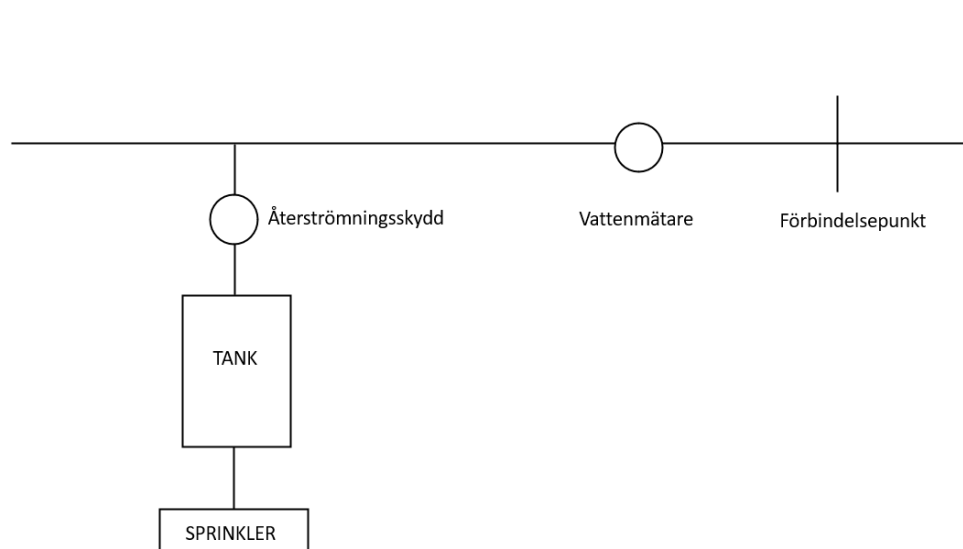 Återströmningsskydd
Vattenmätare
Förbindelsepunkt
TANK
SPRINKLER